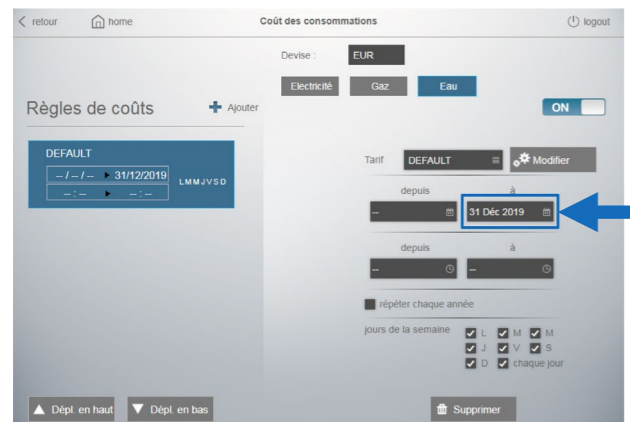 retour home Coût des consommations logout
Devise : EUR
Electricité Gaz Eau
Règles de coûts Ajouter
ON
DEFAULT
-- / -- / -- 31/12/2019
LMMJVSD
-- : -- -- : --
Tarif DEFAULT Modifier
depuis à
-- 31 Déc 2019
depuis à
-- --
répéter chaque année
jours de la semaine L M M
J V S
D chaque jour
Dépl. en haut Dépl. en bas Supprimer